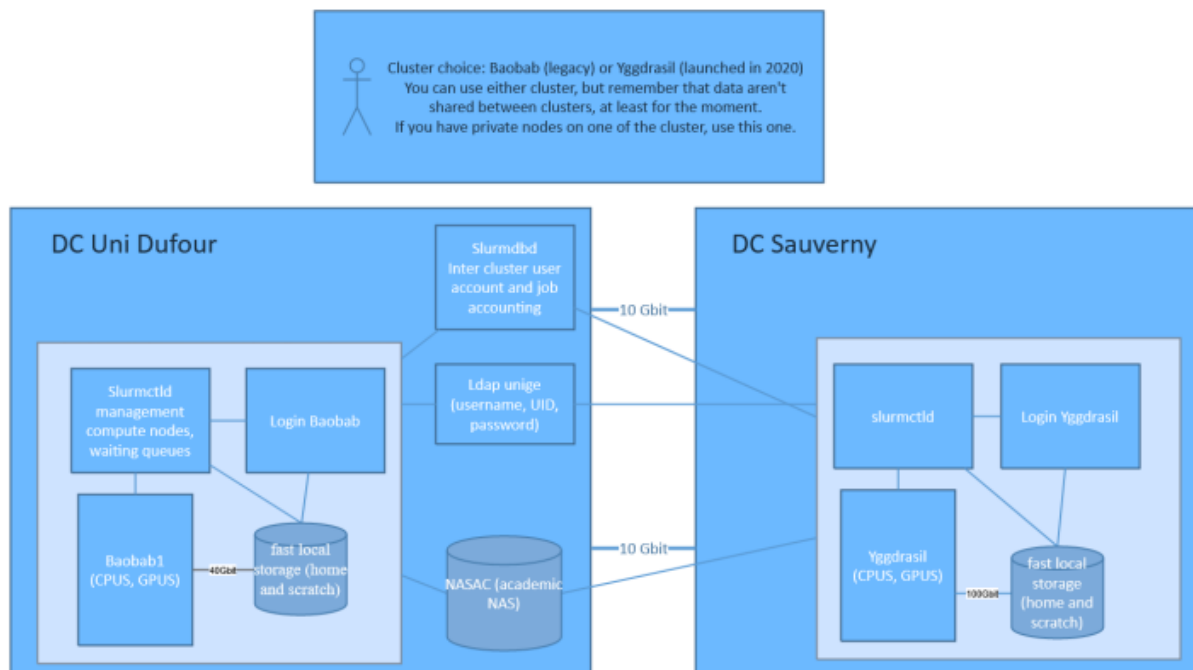 Cluster choice: Baobab (legacy) or Yggdrasil (launched in 2020)
You can use either cluster, but remember that data aren't
shared between clusters, at least for the moment.
If you have private nodes on one of the cluster, use this one.
DC Uni Dufour
Slurmdbd
Inter cluster user
account and job
accounting
10 Gbit
DC Sauverny
Slurmctld
management
compute nodes,
waiting queues
Login Baobab
Ldap unige
(username, UID,
password)
slurmctld
Login Yggdrasil
Baobab1
(CPUS, GPUS)
40Gbit
fast local
storage (home
and scratch)
NASAC (academic
NAS)
10 Gbit
Yggdrasil
(CPUS, GPUS)
100Gbit
fast local
storage
(home and
scratch)